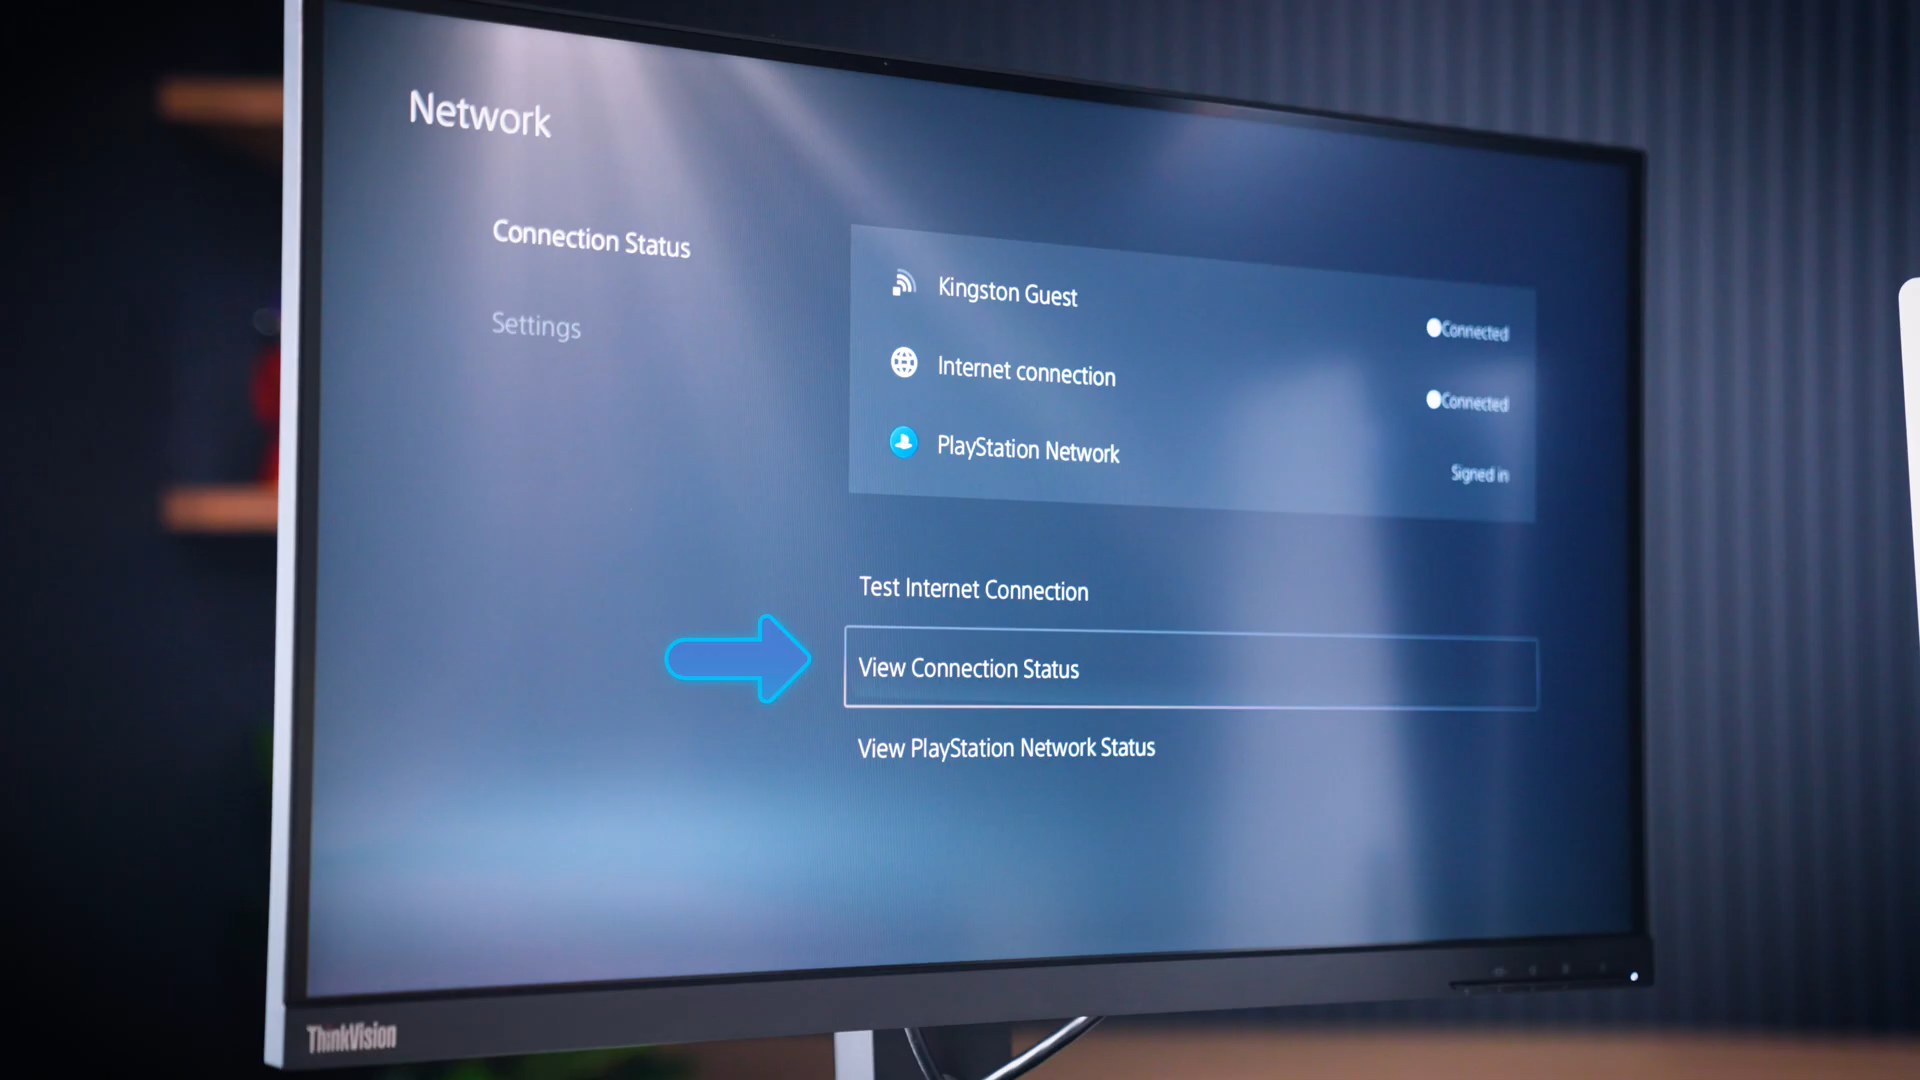 Network
Connection Status
Settings
Kingston Guest
Connected
Internet connection
Connected
PlayStation Network
Signed in
Test Internet Connection
View Connection Status
View PlayStation Network Status
ThinkVision